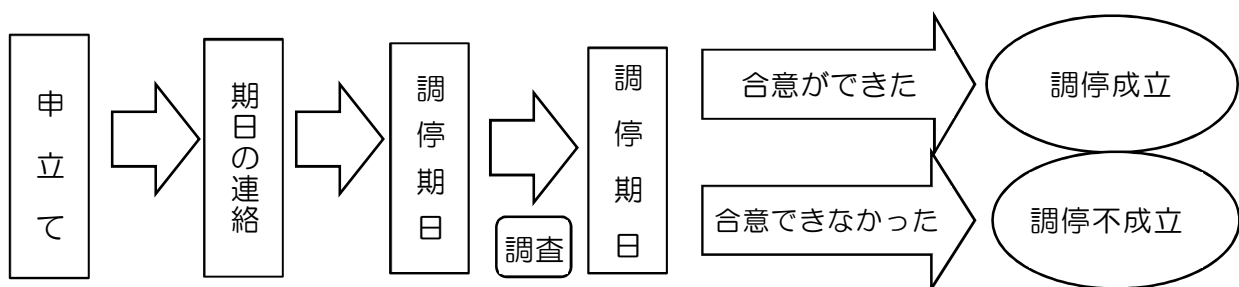 申立て
期日の連絡
調停期日
調査
調停期日
合意ができた
調停成立
合意できなかった
調停不成立